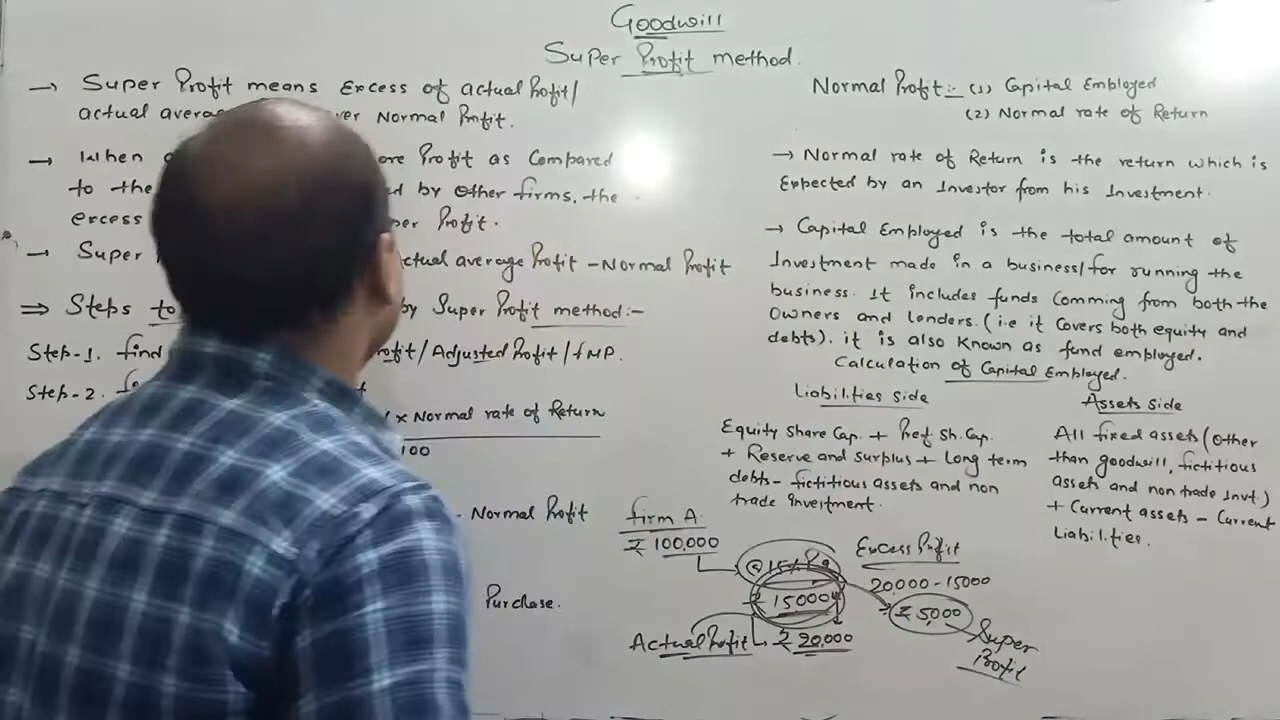 Goodwill
Super Profit method.
→ Super Profit means Excess of actual Profit/
actual avera ver Normal Profit.
→ When ore Profit as Compared
to the d by other firms, the
excess per Profit.
→ Super ctual average Profit - Normal Profit
⇒ Steps to by Super Profit method:-
Step-1. find rofit/Adjusted Profit/FMP.
Step-2.
x Normal rate of Return
100
- Normal Profit
Purchase.
Normal Profit:- (1) Capital Employed
(2) Normal rate of Return
→ Normal rate of Return is the return which is
Expected by an Investor from his Investment.
→ Capital Employed is the total amount of
Investment made in a business/for running the
business. It includes funds Comming from both the
Owners and lenders. (i.e it Covers both equity and
debts). it is also Known as fund employed.
Calculation of Capital Employed.
Liabilities side
Equity Share Cap. + Pref Sh. Cap.
+ Reserve and surplus + Long term
debts - fictitious assets and non
trade investment.
Assets side
All fixed assets (other
than goodwill, fictitious
assets and non trade Invt.)
+ Current assets - Current
Liabilities.
firm A
₹ 100,000
@ 15%
₹ 15000
Actual Profit ₹ 20,000
Excess Profit
20,000 - 15000
₹ 5,000
Super
Profit